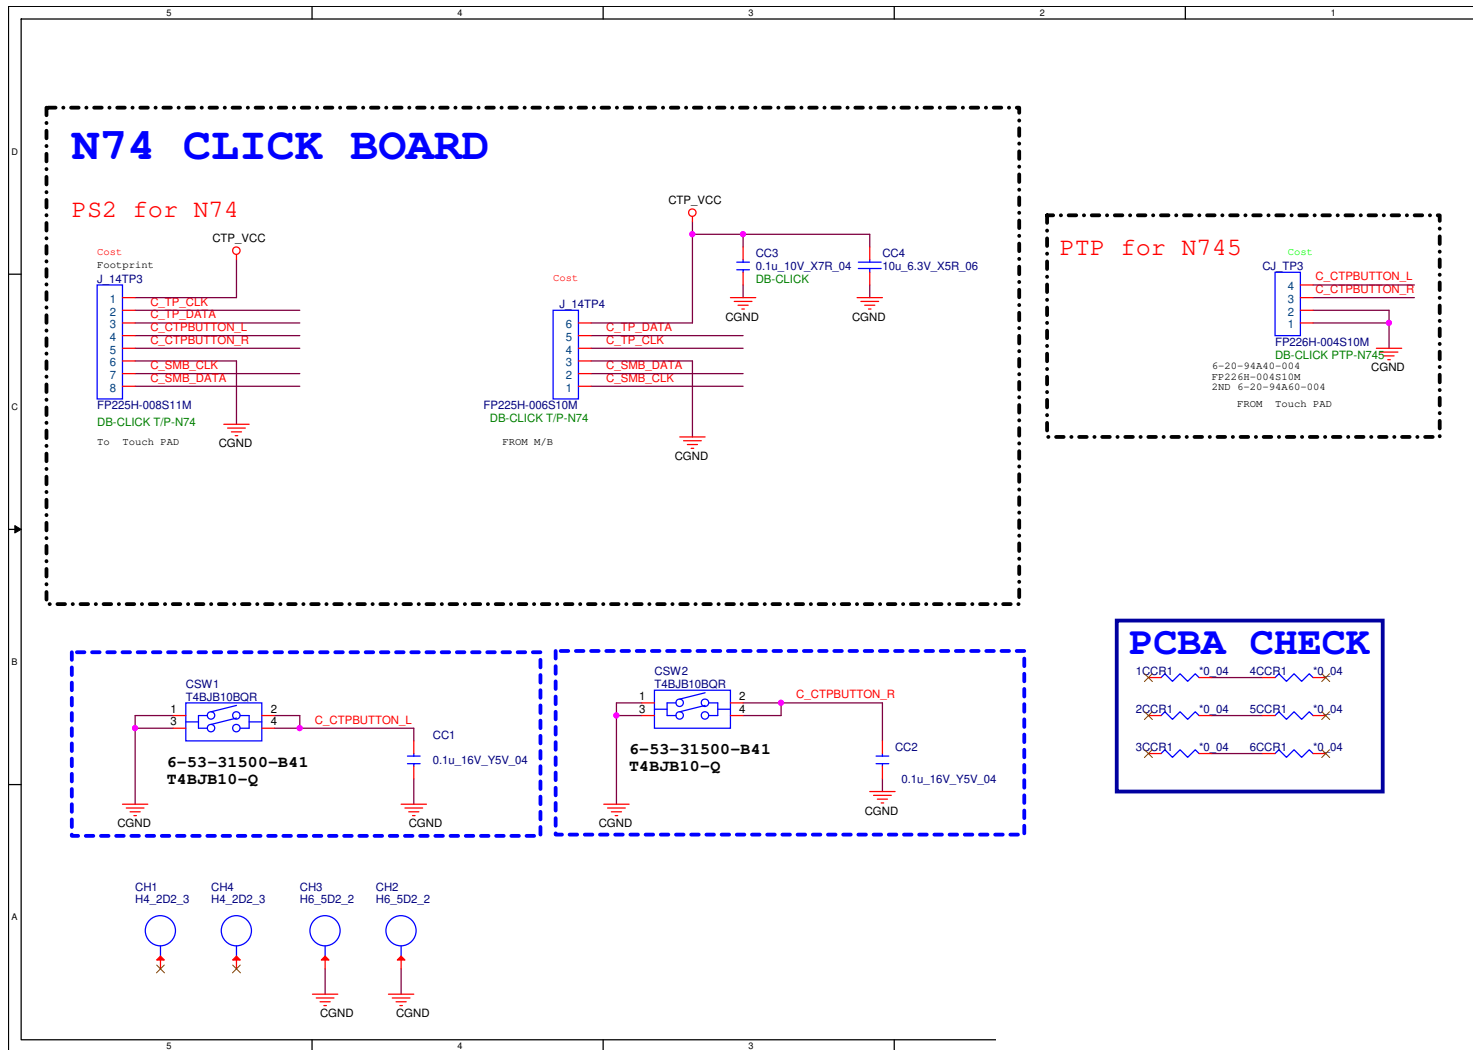 5 4 3 2 1
D
C
B
A
N74 CLICK BOARD
PS2 for N74
CTP_VCC
Cost
Footprint
J_14TP3
1
2
3
4
5
6
7
8
C_TP_CLK
C_TP_DATA
C_CTPBUTTON_L
C_CTPBUTTON_R
C_SMB_CLK
C_SMB_DATA
FP225H-008S11M
DB-CLICK T/P-N74
To Touch PAD
CGND
CTP_VCC
CC3
0.1u_10V_X7R_04
DB-CLICK
CGND
CC4
10u_6.3V_X5R_06
CGND
Cost
J_14TP4
6
5
4
3
2
1
C_TP_DATA
C_TP_CLK
C_SMB_DATA
C_SMB_CLK
FP225H-006S10M
DB-CLICK T/P-N74
FROM M/B
CGND
PTP for N745
Cost
CJ_TP3
4
3
2
1
C_CTPBUTTON_L
C_CTPBUTTON_R
FP226H-004S10M
DB-CLICK PTP-N745
CGND
6-20-94A40-004
FP226H-004S10M
2ND 6-20-94A60-004
FROM Touch PAD
CSW1
T4BJB10BQR
1
3
2
4
C_CTPBUTTON_L
CC1
0.1u_16V_Y5V_04
6-53-31500-B41
T4BJB10-Q
CGND
CGND
CSW2
T4BJB10BQR
1
3
2
4
C_CTPBUTTON_R
CC2
0.1u_16V_Y5V_04
6-53-31500-B41
T4BJB10-Q
CGND
CGND
PCBA CHECK
1CCR1 *0_04 4CCR1 *0_04
2CCR1 *0_04 5CCR1 *0_04
3CCR1 *0_04 6CCR1 *0_04
CH1
H4_2D2_3
CH4
H4_2D2_3
CH3
H6_5D2_2
CGND
CH2
H6_5D2_2
CGND
5 4 3